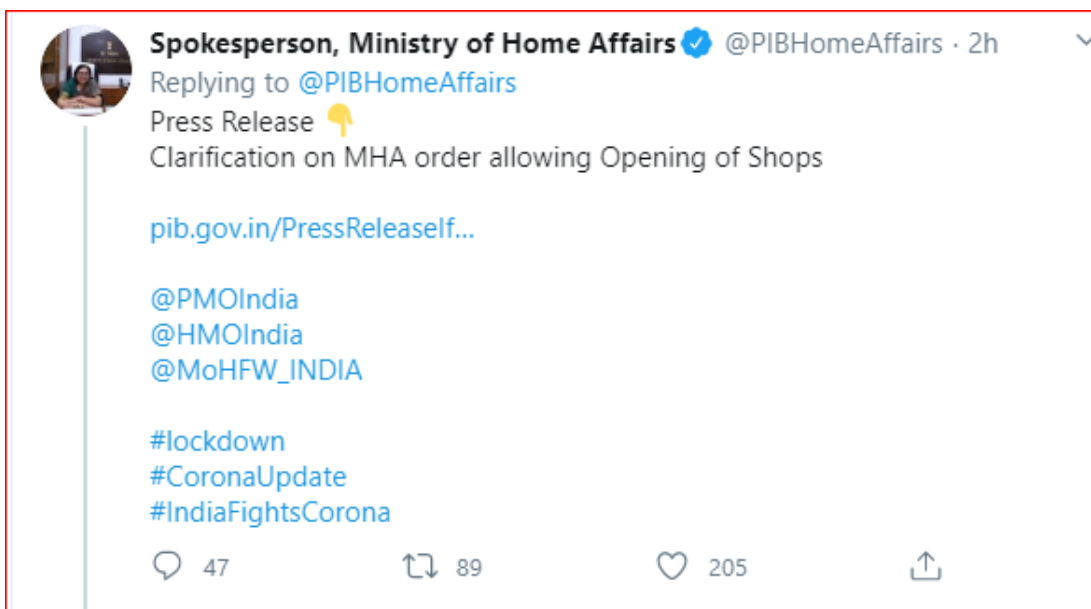 Spokesperson, Ministry of Home Affairs @PIBHomeAffairs · 2h
Replying to @PIBHomeAffairs
Press Release 👇
Clarification on MHA order allowing Opening of Shops
pib.gov.in/PressReleaseIf...
@PMOIndia
@HMOIndia
@MoHFW_INDIA
#lockdown
#CoronaUpdate
#IndiaFightsCorona
47 89 205